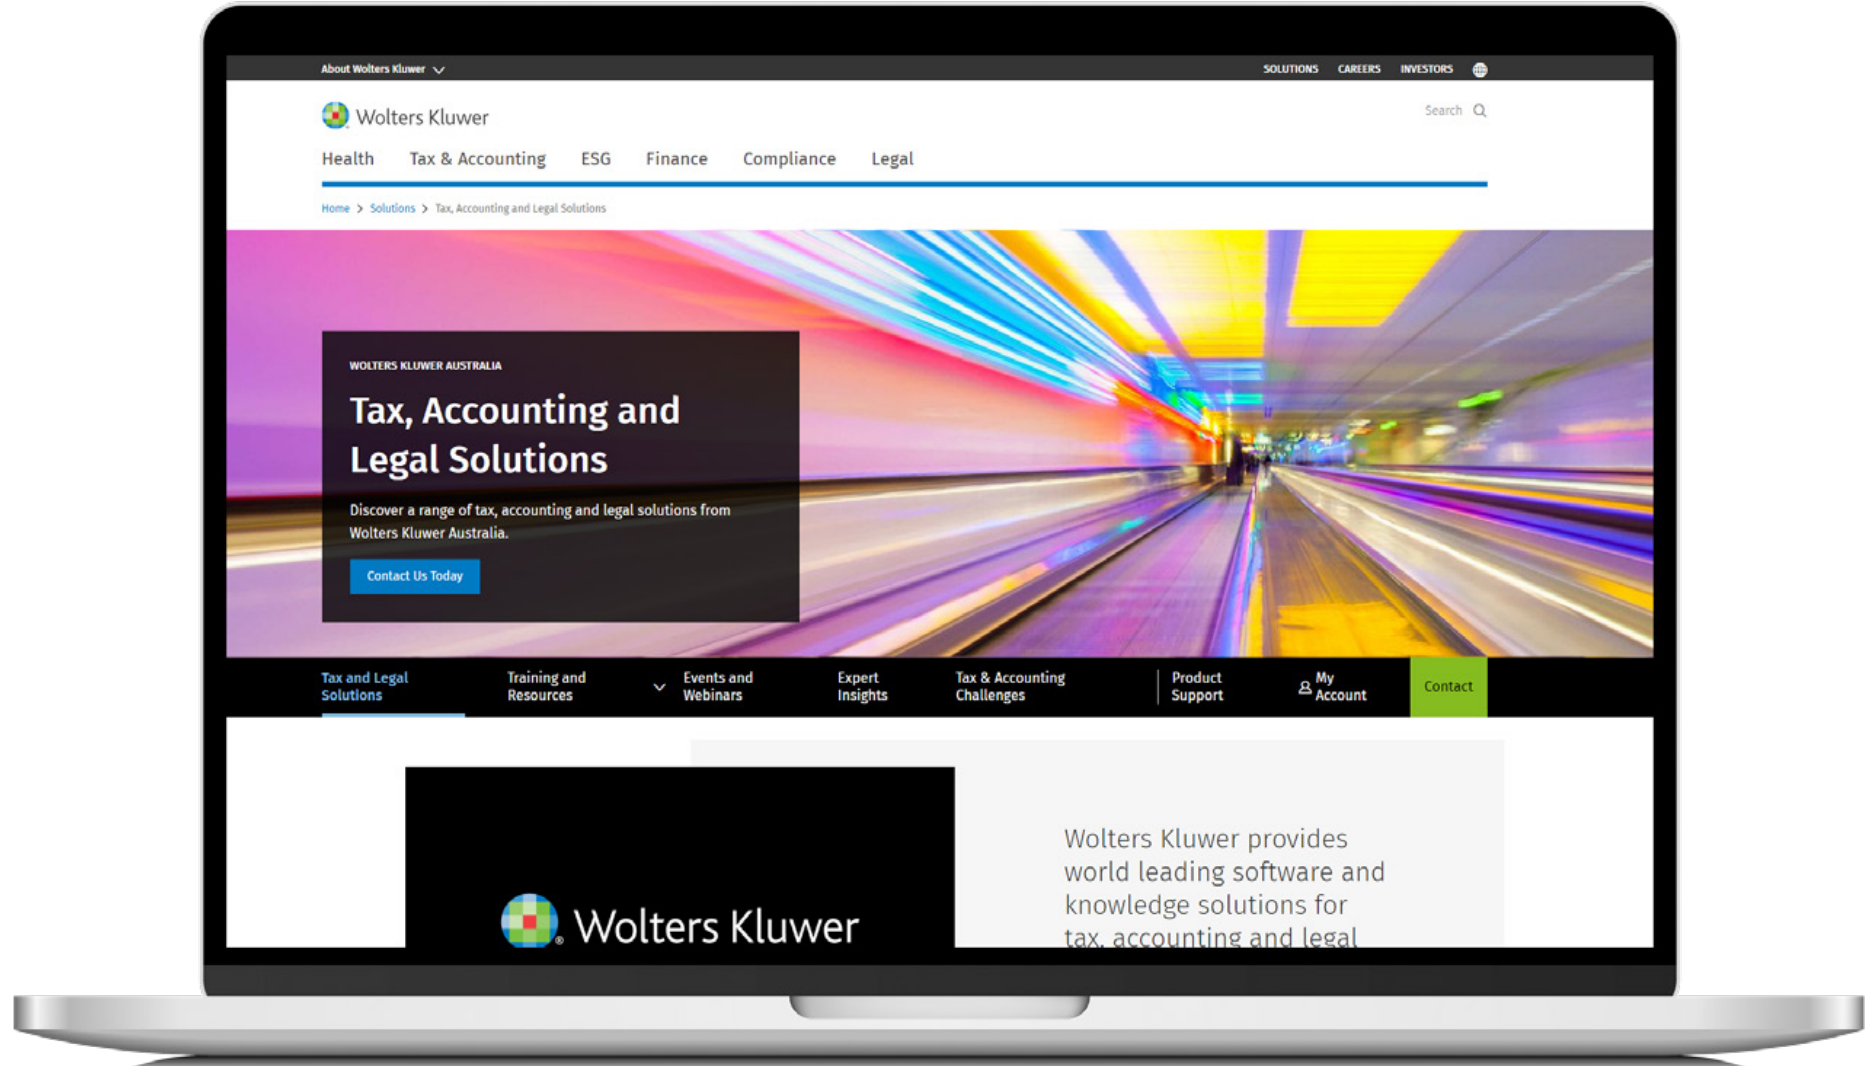 About Wolters Kluwer
SOLUTIONS CAREERS INVESTORS
Wolters Kluwer
Search
Health Tax & Accounting ESG Finance Compliance Legal
Home > Solutions > Tax, Accounting and Legal Solutions
WOLTERS KLUWER AUSTRALIA
Tax, Accounting and
Legal Solutions
Discover a range of tax, accounting and legal solutions from
Wolters Kluwer Australia.
Contact Us Today
Tax and Legal
Solutions
Training and
Resources
Events and
Webinars
Expert
Insights
Tax & Accounting
Challenges
Product
Support
My
Account
Contact
Wolters Kluwer
Wolters Kluwer provides
world leading software and
knowledge solutions for
tax, accounting and legal